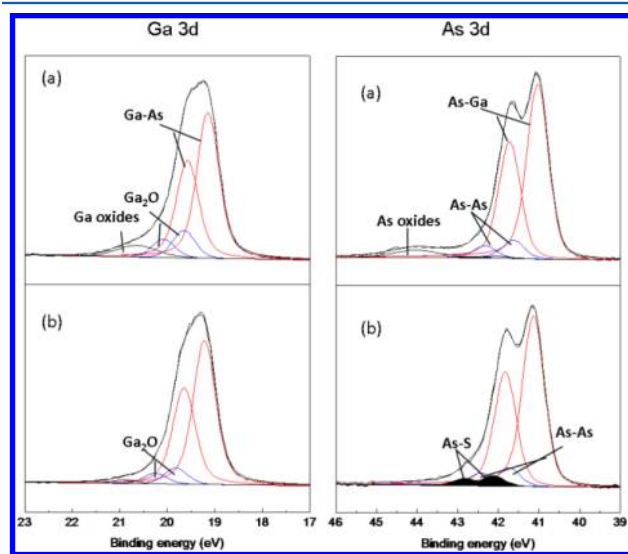 Ga 3d
As 3d
(a)
Ga-As
Ga2O
Ga oxides
(a)
As-Ga
As-As
As oxides
(b)
Ga2O
(b)
As-S
As-As
23 22 21 20 19 18 17
Binding energy (eV)
46 45 44 43 42 41 40 39
Binding energy (eV)